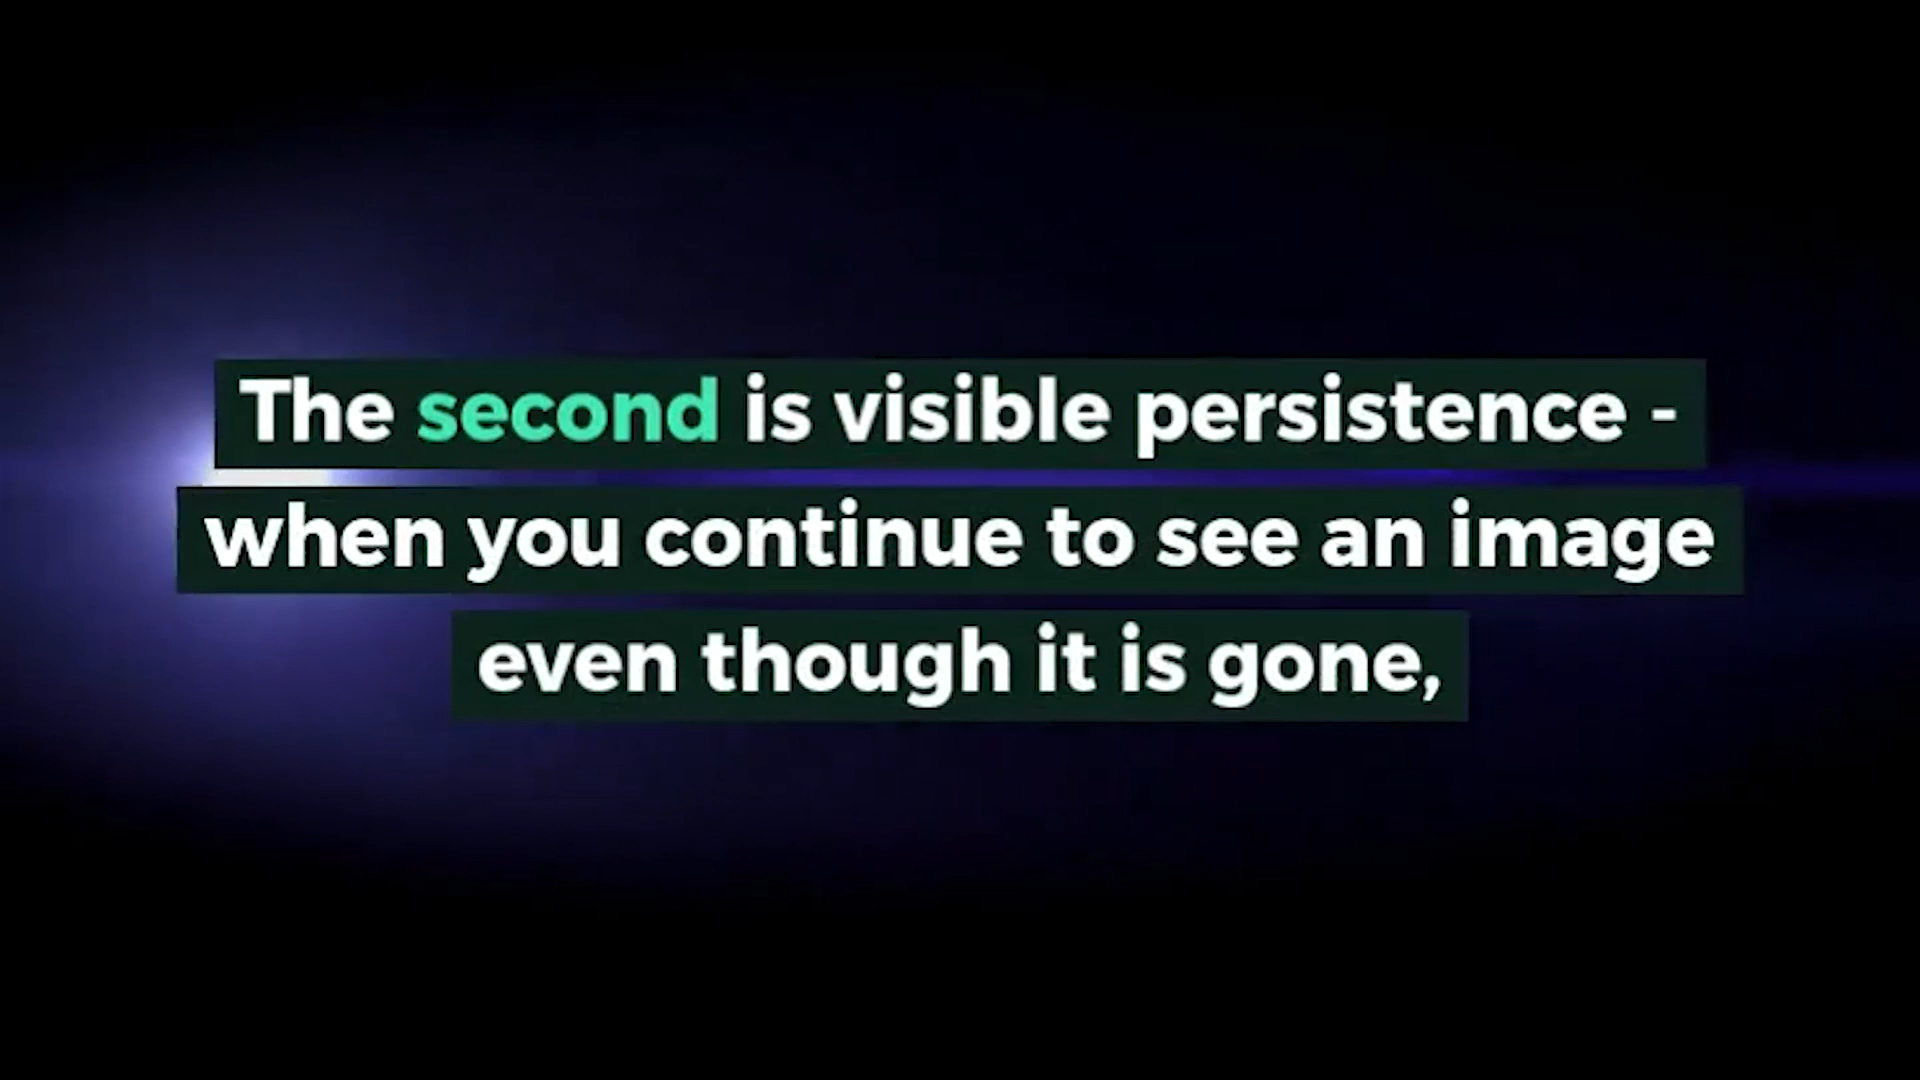 The second is visible persistence -
when you continue to see an image
even though it is gone,